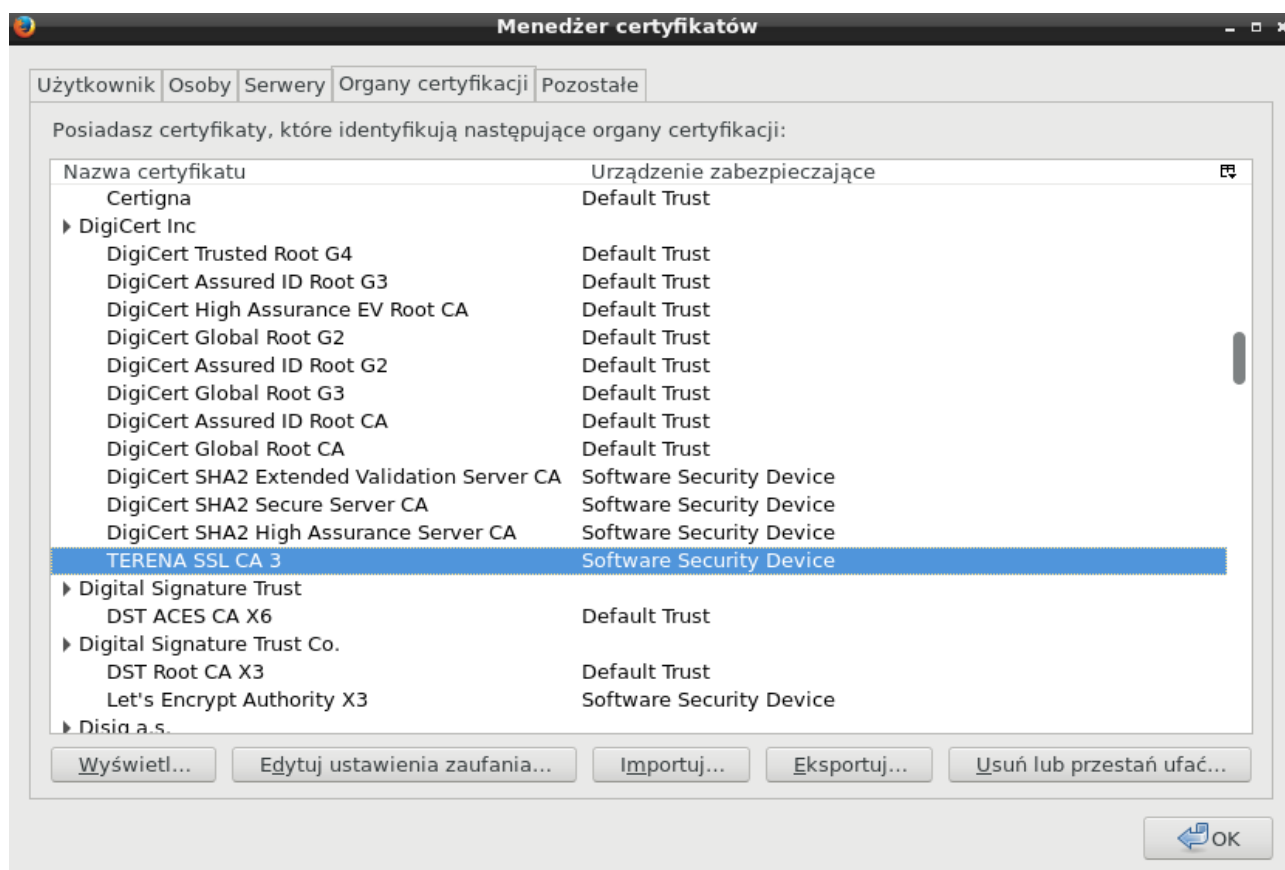 Menedżer certyfikatów
Użytkownik Osoby Serwery Organy certyfikacji Pozostałe
Posiadasz certyfikaty, które identyfikują następujące organy certyfikacji:
Nazwa certyfikatu Urządzenie zabezpieczające
Certigna Default Trust
DigiCert Inc
DigiCert Trusted Root G4 Default Trust
DigiCert Assured ID Root G3 Default Trust
DigiCert High Assurance EV Root CA Default Trust
DigiCert Global Root G2 Default Trust
DigiCert Assured ID Root G2 Default Trust
DigiCert Global Root G3 Default Trust
DigiCert Assured ID Root CA Default Trust
DigiCert Global Root CA Default Trust
DigiCert SHA2 Extended Validation Server CA Software Security Device
DigiCert SHA2 Secure Server CA Software Security Device
DigiCert SHA2 High Assurance Server CA Software Security Device
TERENA SSL CA 3 Software Security Device
Digital Signature Trust
DST ACES CA X6 Default Trust
Digital Signature Trust Co.
DST Root CA X3 Default Trust
Let's Encrypt Authority X3 Software Security Device
Disig a.s.
Wyświetl... Edytuj ustawienia zaufania... Importuj... Eksportuj... Usuń lub przestań ufać...
OK